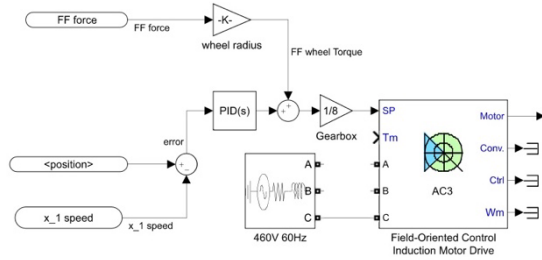 FF force
FF force
-K-
wheel radius
FF wheel Torque
PID(s)
+
+
1/8
Gearbox
error
<position>
+
-
x_1 speed
x_1 speed
A
B
C
460V 60Hz
SP
Tm
A
B
C
AC3
Motor
Conv.
Ctrl
Wm
Field-Oriented Control
Induction Motor Drive